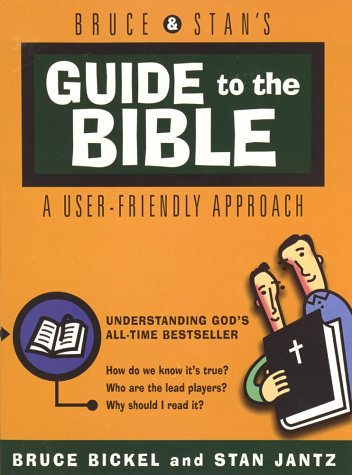 BRUCE & STAN'S
GUIDE to the
BIBLE
A USER-FRIENDLY APPROACH
UNDERSTANDING GOD'S
ALL-TIME BESTSELLER
How do we know it's true?
Who are the lead players?
Why should I read it?
BRUCE BICKEL and STAN JANTZ